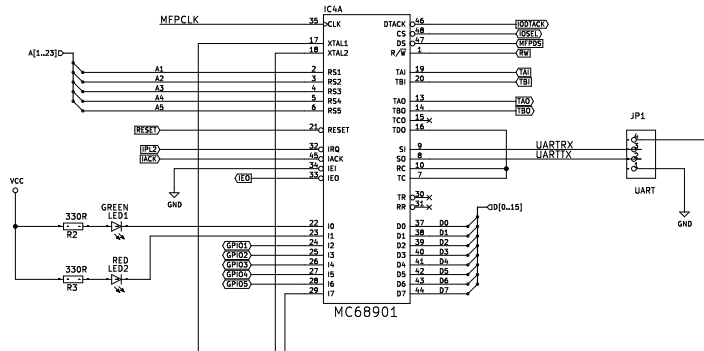 IC4A
MFPCLK 35 CLK DTACK 46 IODTACK
CS 48 IOSEL
17 XTAL1 DS 47 MFPDS
A[1..23] 18 XTAL2 R/W 1 RW
A1 2 RS1 TAI 19 TAI
A2 3 RS2 TBI 20 TBI
A3 4 RS3
A4 5 RS4 TAO 13 TAO
A5 6 RS5 TBO 14 TBO
TCO 15
RESET 21 RESET TDO 16
JP1
4
IPL2 32 IRQ SI 9 UARTRX 3
IACK 45 IACK SO 8 UARTTX 2
34 IEI RC 10 1
IEO 33 IEO TC 7
UART
VCC
GND
TR 30
RR 31
D[0..15]
GND
330R GREEN LED1
R2
22 I0 D0 37 D0
23 I1 D1 38 D1
GPIO1 24 I2 D2 39 D2
GPIO2 25 I3 D3 40 D3
330R RED LED2
R3
GPIO3 26 I4 D4 41 D4
GPIO4 27 I5 D5 42 D5
GPIO5 28 I6 D6 43 D6
29 I7 D7 44 D7
MC68901